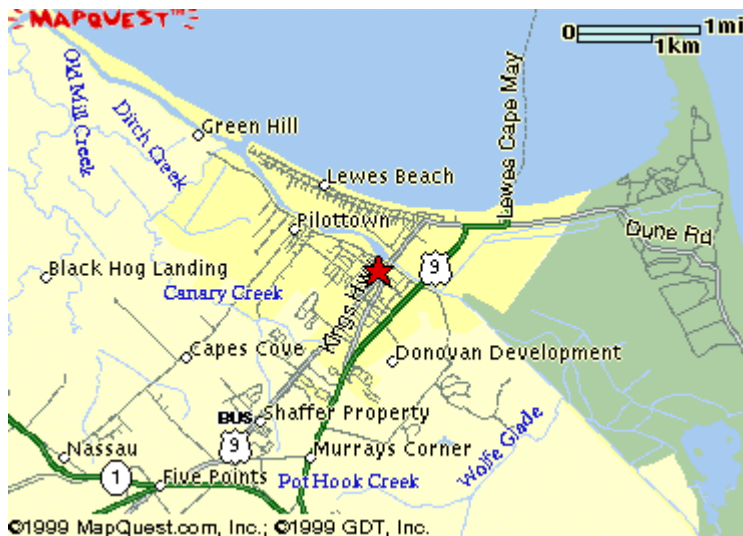 MAPQUEST™
0 1mi
1km
Old Mill Creek
Ditch Creek
Green Hill
Lewes Cape May
Lewes Beach
Pilottown
Dune Rd
9
Black Hog Landing
Canary Creek
Kings Hwy
Capes Cove
Donovan Development
BUS
9
Shaffer Property
Wolfe Glade
Nassau
Murrays Corner
1
Five Points
Pot Hook Creek
©1999 MapQuest.com, Inc.; ©1999 GDT, Inc.